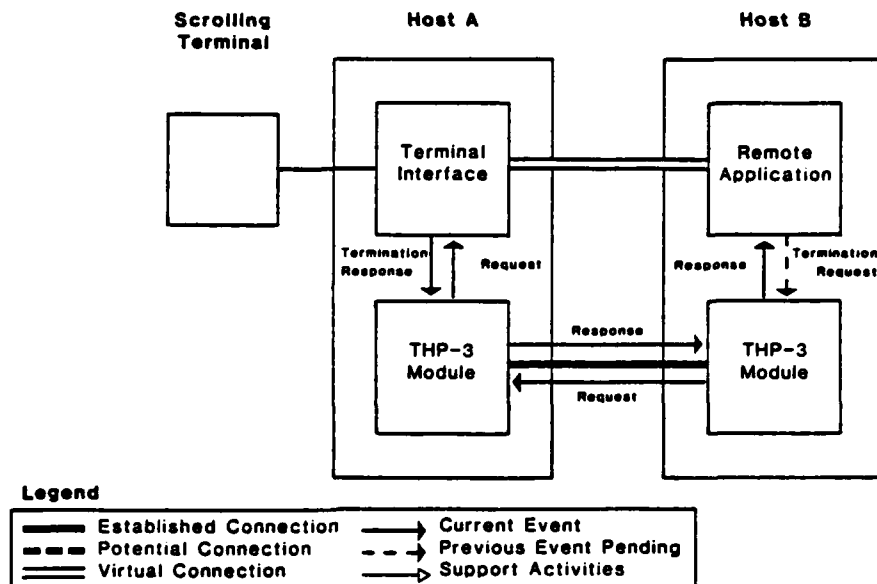 Scrolling
Terminal
Host A
Host B
Terminal
Interface
Remote
Application
Termination
Response
Request
Response
Termination
Request
THP-3
Module
Response
Request
THP-3
Module
Legend
Established Connection
Potential Connection
Virtual Connection
Current Event
Previous Event Pending
Support Activities